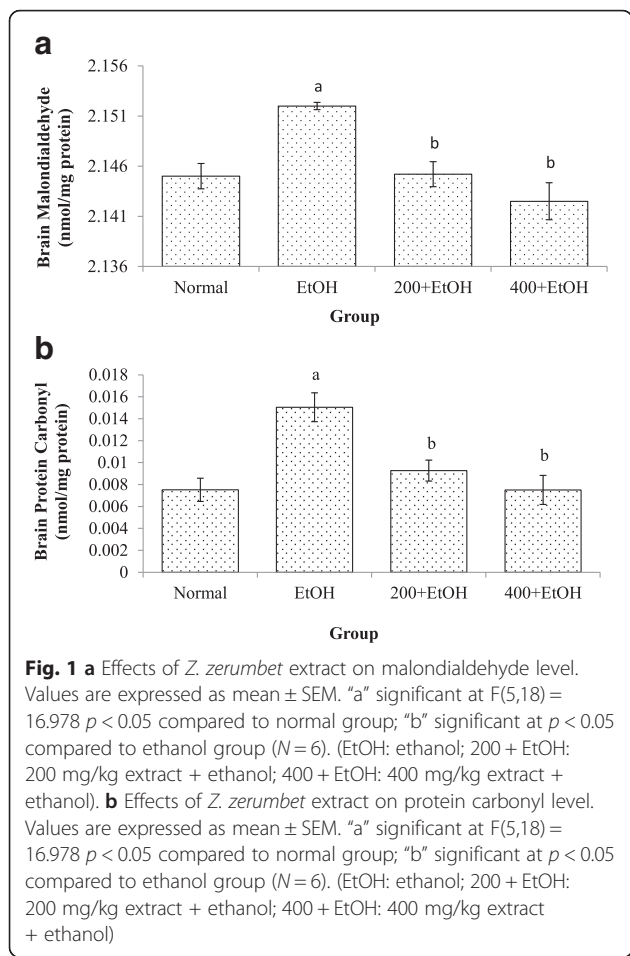 a
Brain Malondialdehyde
(nmol/mg protein)
2.156
2.151
2.146
2.141
2.136
a
b
b
Normal EtOH 200+EtOH 400+EtOH
Group
b
Brain Protein Carbonyl
(nmol/mg protein)
0.018
0.016
0.014
0.012
0.01
0.008
0.006
0.004
0.002
0
a
b
b
Normal EtOH 200+EtOH 400+EtOH
Group
Fig. 1 a Effects of Z. zerumbet extract on malondialdehyde level.
Values are expressed as mean ± SEM. “a” significant at F(5,18) =
16.978 p < 0.05 compared to normal group; “b” significant at p < 0.05
compared to ethanol group (N = 6). (EtOH: ethanol; 200 + EtOH:
200 mg/kg extract + ethanol; 400 + EtOH: 400 mg/kg extract +
ethanol). b Effects of Z. zerumbet extract on protein carbonyl level.
Values are expressed as mean ± SEM. “a” significant at F(5,18) =
16.978 p < 0.05 compared to normal group; “b” significant at p < 0.05
compared to ethanol group (N = 6). (EtOH: ethanol; 200 + EtOH:
200 mg/kg extract + ethanol; 400 + EtOH: 400 mg/kg extract
+ ethanol)